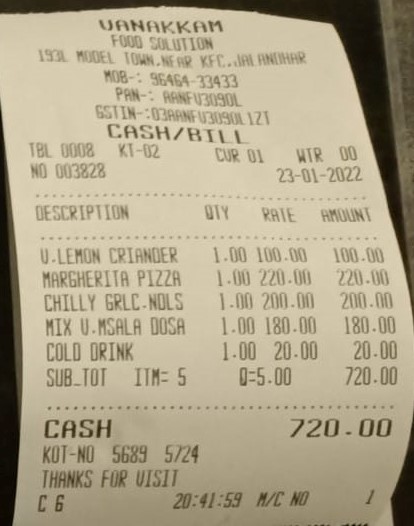 VANAKKAM
FOOD SOLUTION
193L MODEL TOWN.NEAR KFC.,JALANDHAR
MOB-: 96464-33433
PAN-: AANFV3090L
GSTIN-:03AANFV3090L1ZT
CASH/BILL
TBL 0008 KT-02 CUR 01 WTR 00
NO 003828 23-01-2022
DESCRIPTION QTY RATE AMOUNT
V.LEMON CRIANDER 1.00 100.00 100.00
MARGHERITA PIZZA 1.00 220.00 220.00
CHILLY GRLC.NDLS 1.00 200.00 200.00
MIX V.MSALA DOSA 1.00 180.00 180.00
COLD DRINK 1.00 20.00 20.00
SUB_TOT ITM= 5 Q=5.00 720.00
CASH 720.00
KOT-NO 5689 5724
THANKS FOR VISIT
C 6 20:41:59 M/C NO 1